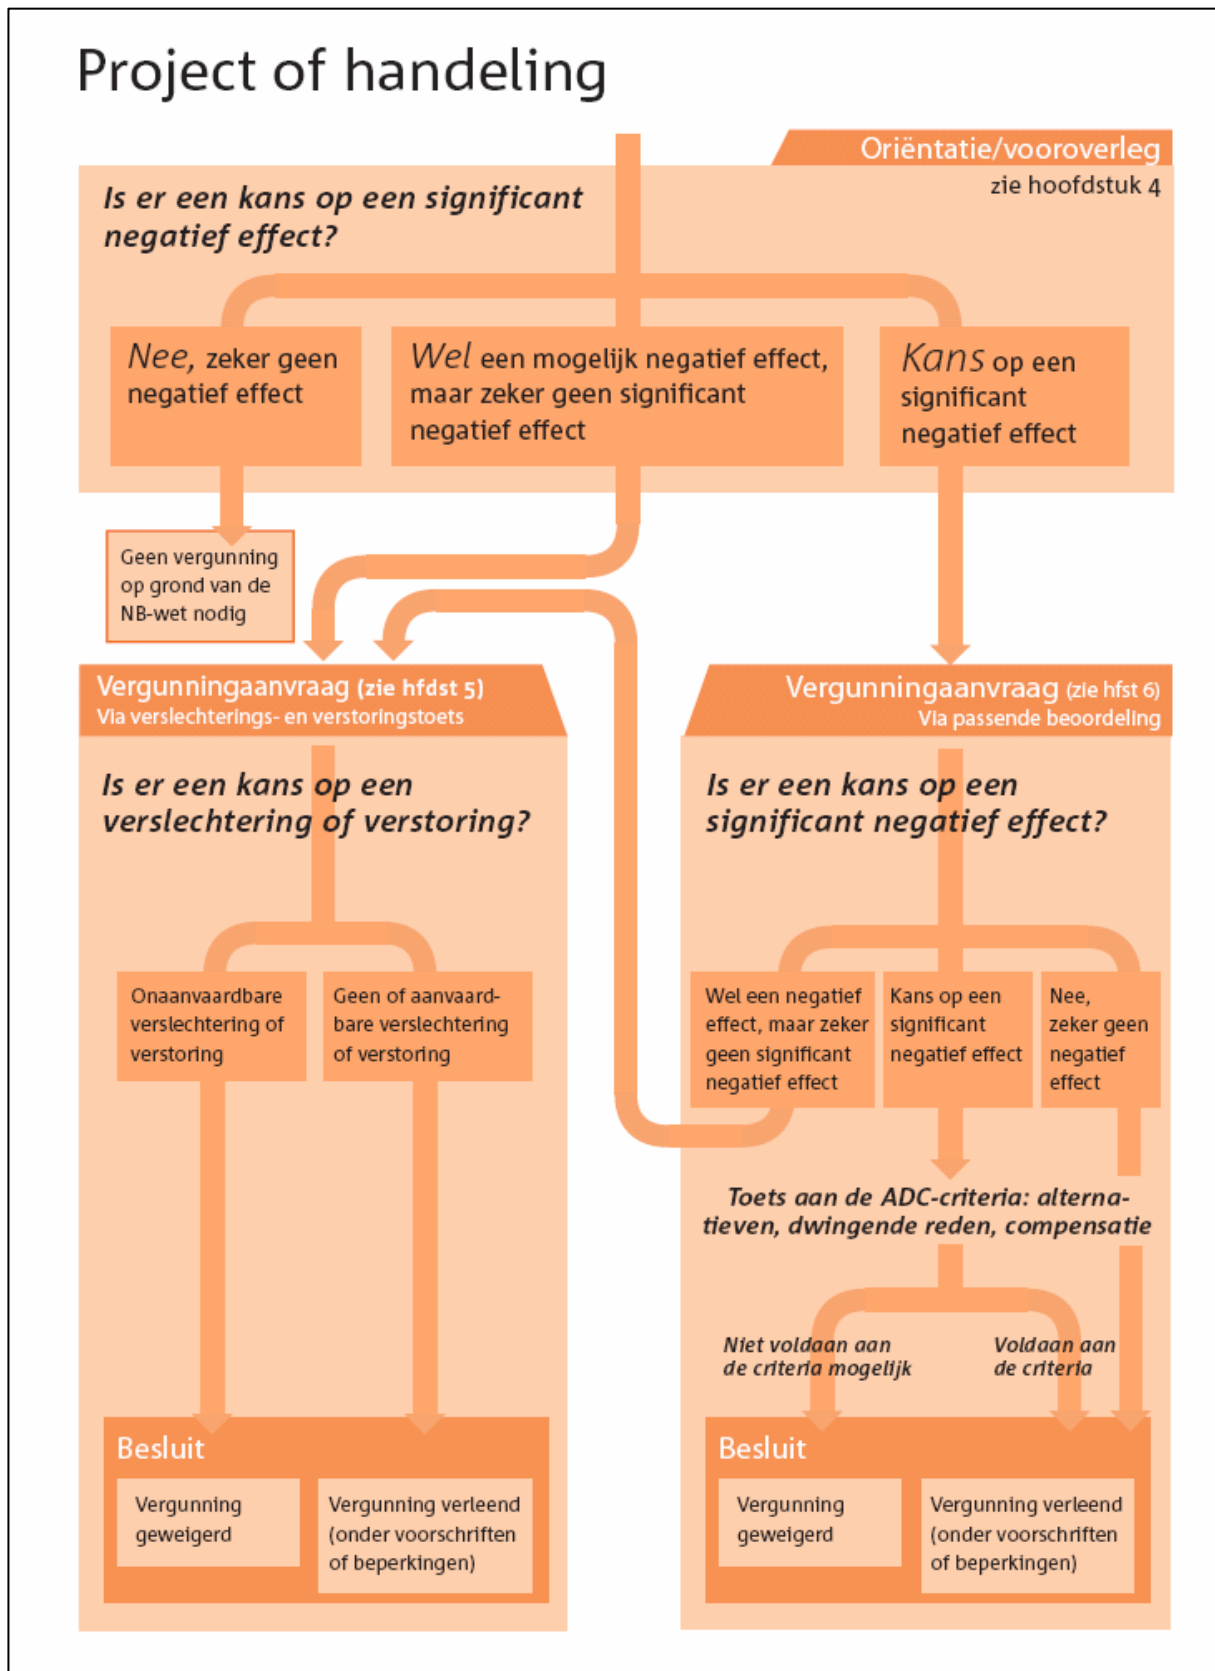 Project of handeling
Oriëntatie/vooroverleg
zie hoofdstuk 4
Is er een kans op een significant
negatief effect?
Nee, zeker geen
negatief effect
Wel een mogelijk negatief effect,
maar zeker geen significant
negatief effect
Kans op een
significant
negatief effect
Geen vergunning
op grond van de
NB-wet nodig
Vergunningaanvraag (zie hfdst 5)
Via verslechterings- en verstoringstoets
Is er een kans op een
verslechtering of verstoring?
Onaanvaardbare
verslechtering of
verstoring
Geen of aanvaard-
bare verslechtering
of verstoring
Besluit
Vergunning
geweigerd
Vergunning verleend
(onder voorschriften
of beperkingen)
Vergunningaanvraag (zie hfst 6)
Via passende beoordeling
Is er een kans op een
significant negatief effect?
Wel een negatief
effect, maar zeker
geen significant
negatief effect
Kans op een
significant
negatief effect
Nee,
zeker geen
negatief
effect
Toets aan de ADC-criteria: alterna-
tieven, dwingende reden, compensatie
Niet voldaan aan
de criteria mogelijk
Voldaan aan
de criteria
Besluit
Vergunning
geweigerd
Vergunning verleend
(onder voorschriften
of beperkingen)